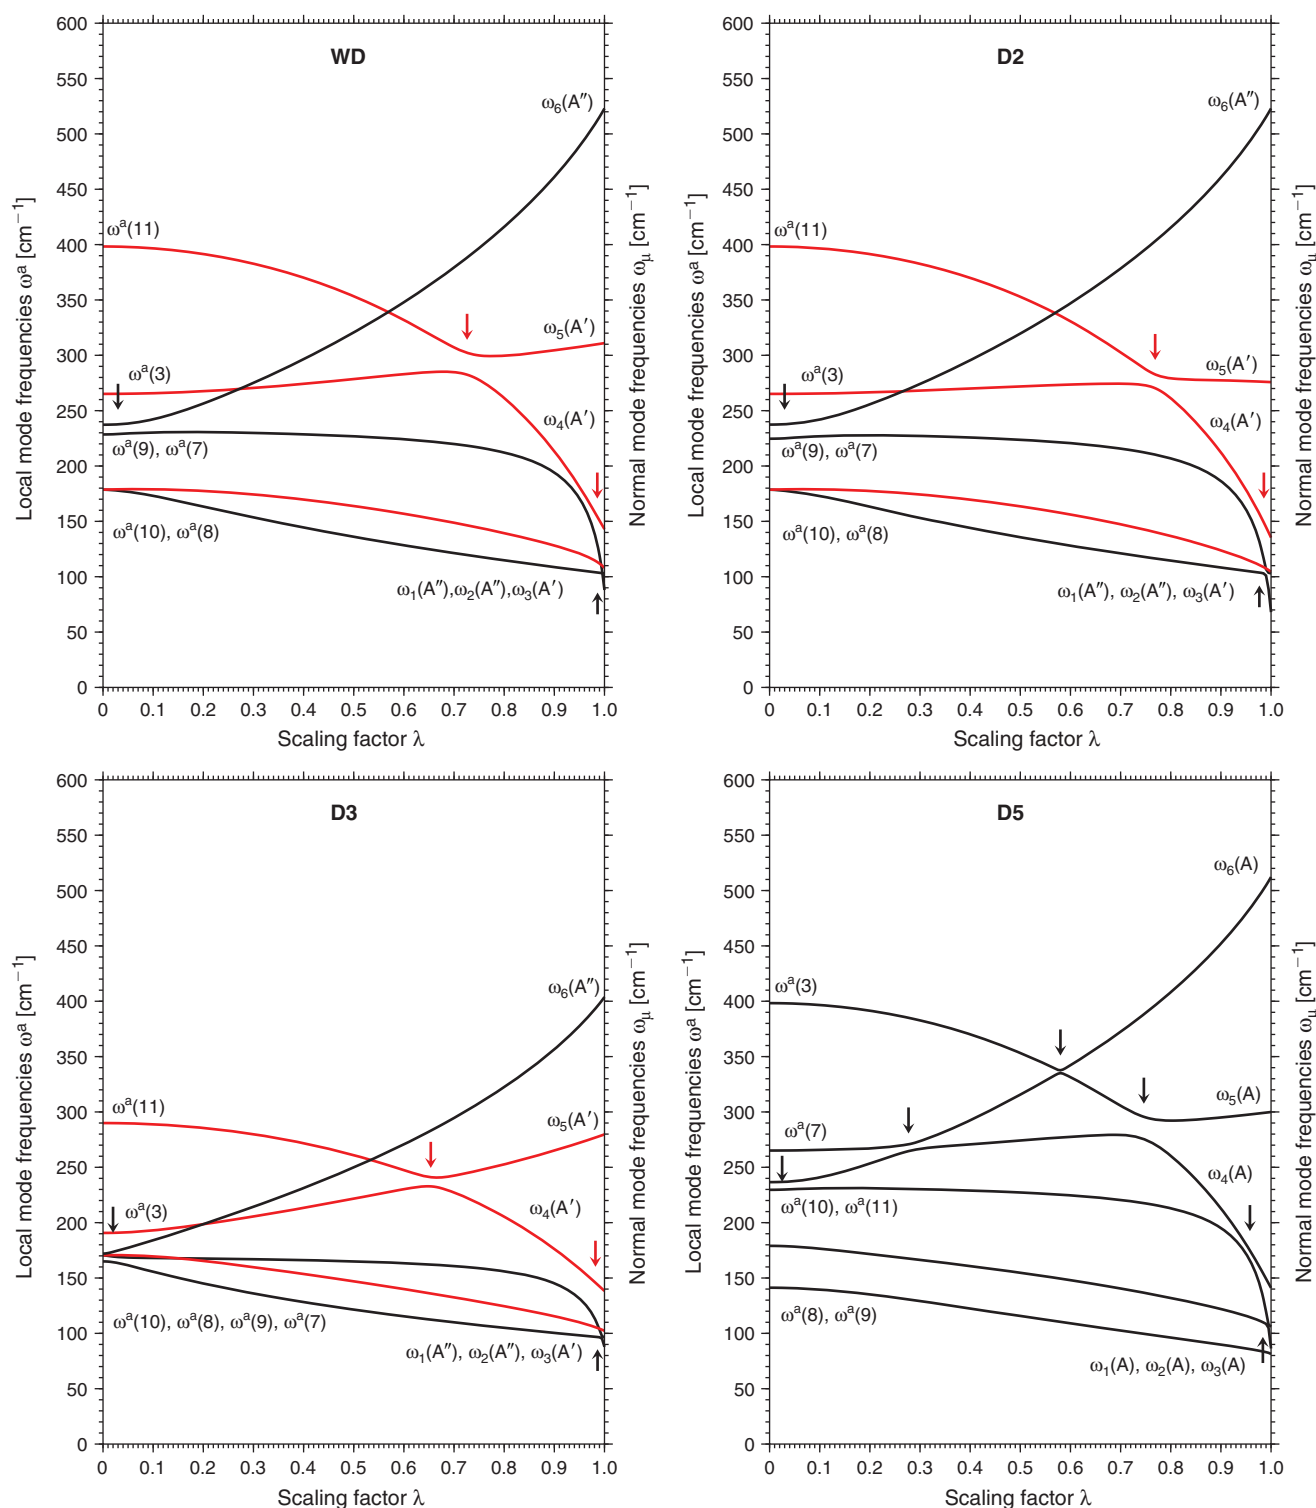 WD
Local mode frequencies ωᵃ [cm⁻¹]
Normal mode frequencies ω_μ [cm⁻¹]
600
550
500
450
400
350
300
250
200
150
100
50
0
ω₆(A″)
ωᵃ(11)
ω₅(A′)
ωᵃ(3)
ω₄(A′)
ωᵃ(9), ωᵃ(7)
ωᵃ(10), ωᵃ(8)
ω₁(A″),ω₂(A″),ω₃(A′)
0 0.1 0.2 0.3 0.4 0.5 0.6 0.7 0.8 0.9 1.0
Scaling factor λ
D2
Normal mode frequencies ω_μ [cm⁻¹]
ω₆(A″)
ωᵃ(11)
ω₅(A′)
ωᵃ(3)
ω₄(A′)
ωᵃ(9), ωᵃ(7)
ωᵃ(10), ωᵃ(8)
ω₁(A″), ω₂(A″), ω₃(A′)
600
550
500
450
400
350
300
250
200
150
100
50
0
0 0.1 0.2 0.3 0.4 0.5 0.6 0.7 0.8 0.9 1.0
Local mode frequencies ωᵃ [cm⁻¹]
Scaling factor λ
D3
Local mode frequencies ωᵃ [cm⁻¹]
Normal mode frequencies ω_μ [cm⁻¹]
600
550
500
450
400
350
300
250
200
150
100
50
0
ω₆(A″)
ωᵃ(11)
ω₅(A′)
ωᵃ(3)
ω₄(A′)
ωᵃ(10), ωᵃ(8), ωᵃ(9), ωᵃ(7)
ω₁(A″), ω₂(A″), ω₃(A′)
0 0.1 0.2 0.3 0.4 0.5 0.6 0.7 0.8 0.9 1.0
Scaling factor λ
D5
Local mode frequencies ωᵃ [cm⁻¹]
Normal mode frequencies ω_μ [cm⁻¹]
600
550
500
450
400
350
300
250
200
150
100
50
0
ω₆(A)
ωᵃ(3)
ω₅(A)
ωᵃ(7)
ω₄(A)
ωᵃ(10), ωᵃ(11)
ωᵃ(8), ωᵃ(9)
ω₁(A), ω₂(A), ω₃(A)
0 0.1 0.2 0.3 0.4 0.5 0.6 0.7 0.8 0.9 1.0
Scaling factor λ